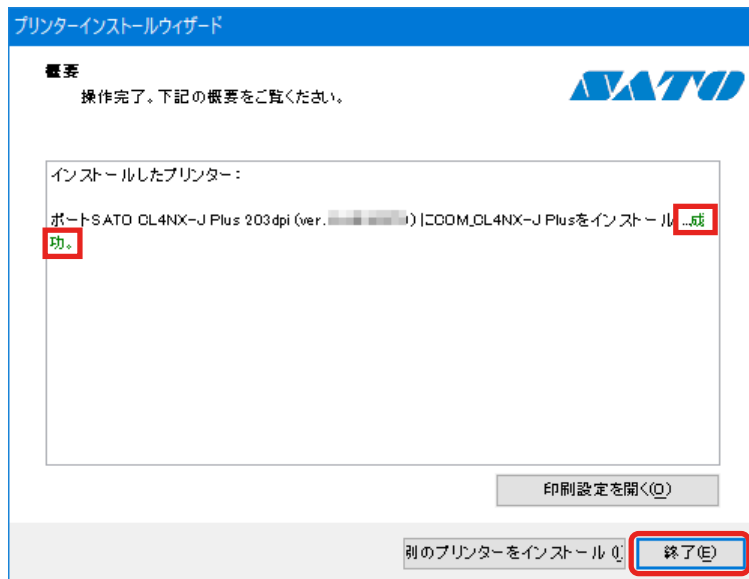 プリンターインストールウィザード
概要
操作完了。下記の概要をご覧ください。
SATO
インストールしたプリンター：
ポートSATO CL4NX-J Plus 203dpi (ver. ) にCOM_CL4NX-J Plusをインストール ...成
功。
印刷設定を開く(O)
別のプリンターをインストール (I)
終了(E)